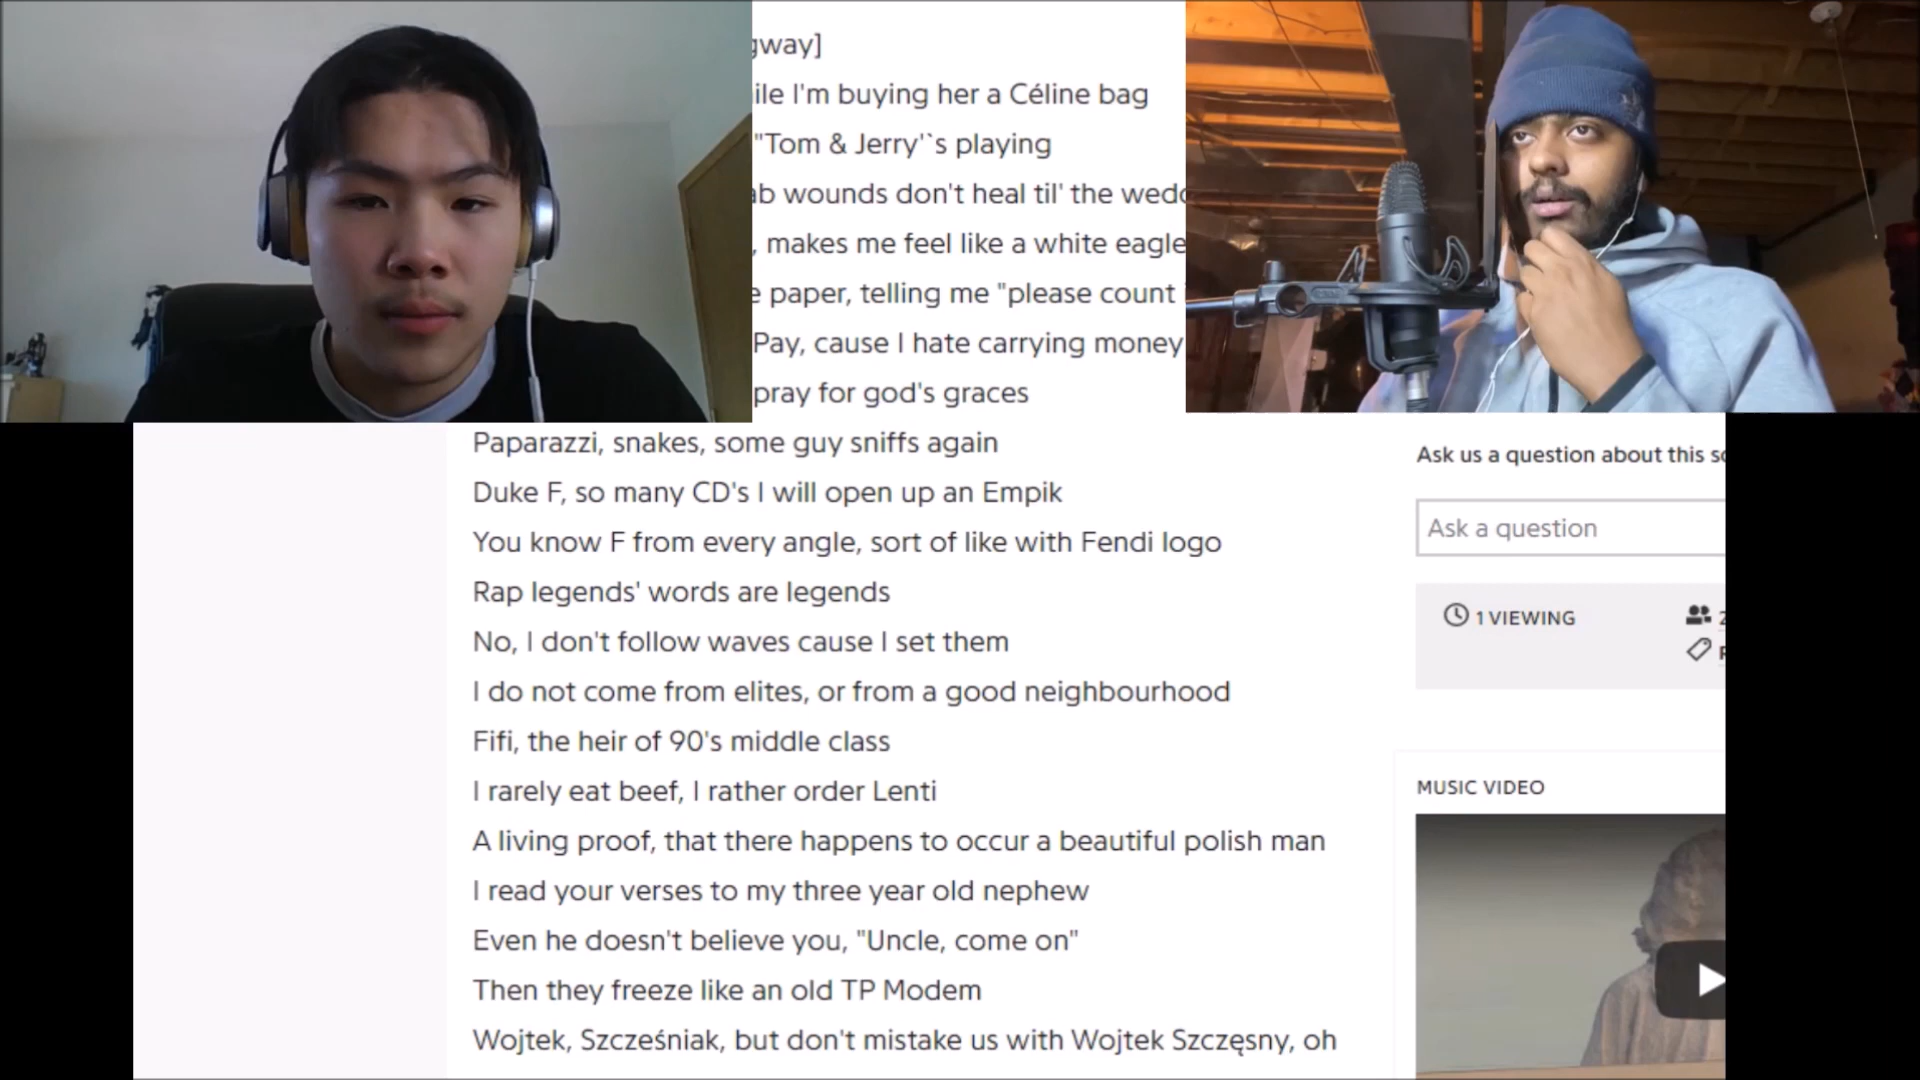 gway]
ile I'm buying her a Céline bag
"Tom & Jerry'`s playing
ab wounds don't heal til' the wedd
, makes me feel like a white eagle
e paper, telling me "please count
Pay, cause I hate carrying money
pray for god's graces
Paparazzi, snakes, some guy sniffs again
Duke F, so many CD's I will open up an Empik
You know F from every angle, sort of like with Fendi logo
Rap legends' words are legends
No, I don't follow waves cause I set them
I do not come from elites, or from a good neighbourhood
Fifi, the heir of 90's middle class
I rarely eat beef, I rather order Lenti
A living proof, that there happens to occur a beautiful polish man
I read your verses to my three year old nephew
Even he doesn't believe you, "Uncle, come on"
Then they freeze like an old TP Modem
Wojtek, Szcześniak, but don't mistake us with Wojtek Szczęsny, oh
Ask us a question about this so
Ask a question
1 VIEWING
2
MUSIC VIDEO